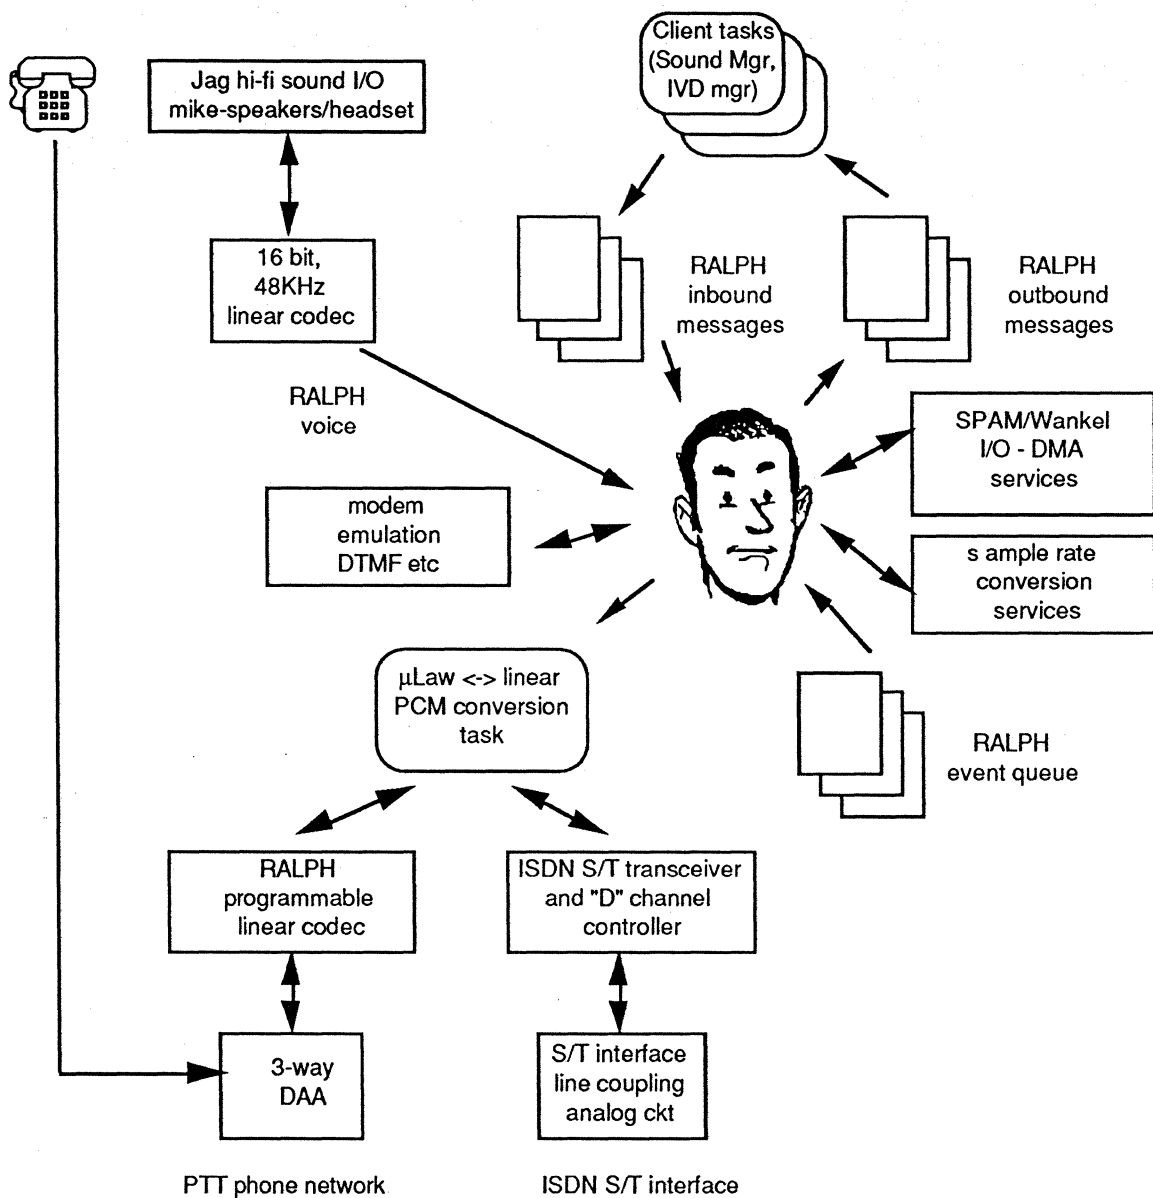 Client tasks
(Sound Mgr,
IVD mgr)
Jag hi-fi sound I/O
mike-speakers/headset
16 bit,
48KHz
linear codec
RALPH
inbound
messages
RALPH
outbound
messages
RALPH
voice
SPAM/Wankel
I/O - DMA
services
modem
emulation
DTMF etc
s ample rate
conversion
services
µLaw <-> linear
PCM conversion
task
RALPH
event queue
RALPH
programmable
linear codec
ISDN S/T transceiver
and "D" channel
controller
3-way
DAA
S/T interface
line coupling
analog ckt
PTT phone network
ISDN S/T interface